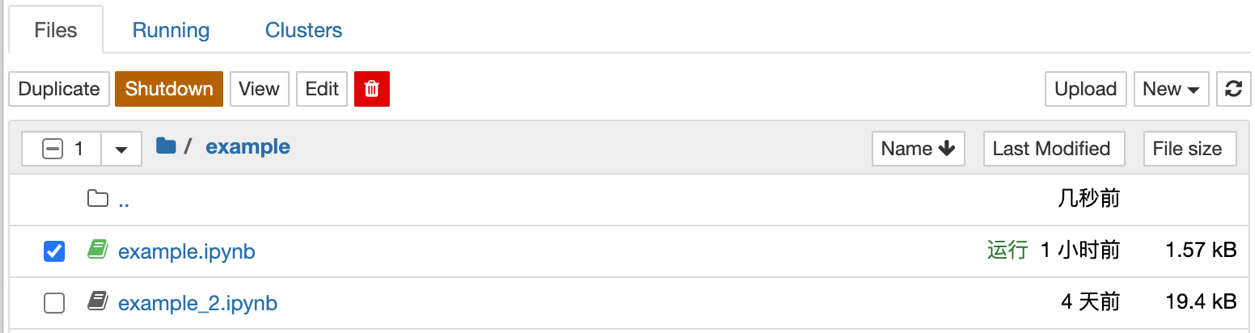 Files Running Clusters
Duplicate Shutdown View Edit Upload New
1 / example Name Last Modified File size
.. 几秒前
example.ipynb 运行 1 小时前 1.57 kB
example_2.ipynb 4 天前 19.4 kB